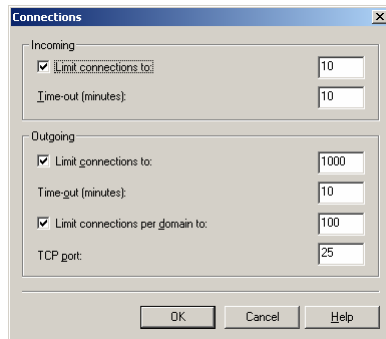 Connections
Incoming
Limit connections to: 10
Time-out (minutes): 10
Outgoing
Limit connections to: 1000
Time-out (minutes): 10
Limit connections per domain to: 100
TCP port: 25
OK Cancel Help